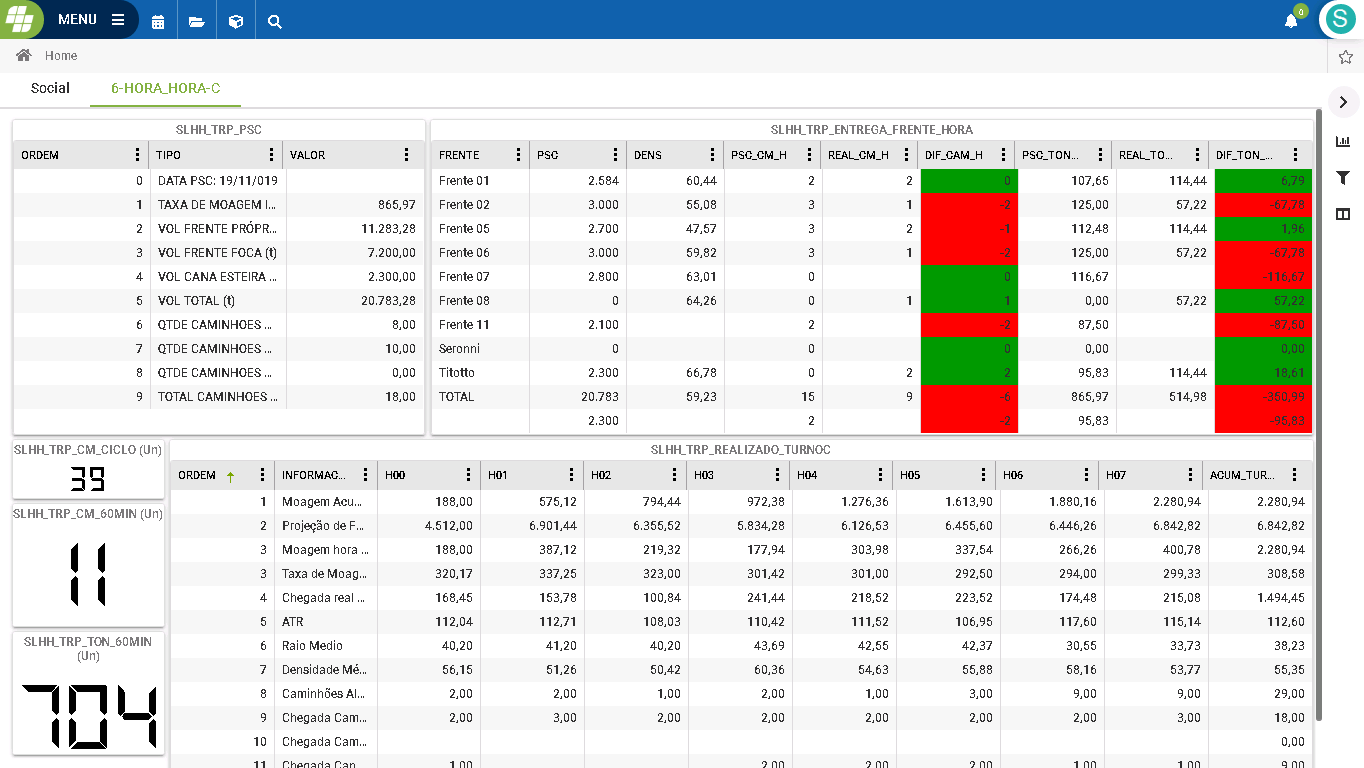 MENU
0
S
Home
Social 6-HORA_HORA-C
SLHH_TRP_PSC
ORDEM TIPO VALOR
0 DATA PSC: 19/11/019
1 TAXA DE MOAGEM I... 865,97
2 VOL FRENTE PRÓPR... 11.283,28
3 VOL FRENTE FOCA (t) 7.200,00
4 VOL CANA ESTEIRA ... 2.300,00
5 VOL TOTAL (t) 20.783,28
6 QTDE CAMINHOES ... 8,00
7 QTDE CAMINHOES ... 10,00
8 QTDE CAMINHOES ... 0,00
9 TOTAL CAMINHOES ... 18,00
SLHH_TRP_ENTREGA_FRENTE_HORA
FRENTE PSC DENS PSC_CM_H REAL_CM_H DIF_CAM_H PSC_TON... REAL_TO... DIF_TON_...
Frente 01 2.584 60,44 2 2 0 107,65 114,44 6,79
Frente 02 3.000 55,08 3 1 -2 125,00 57,22 -67,78
Frente 05 2.700 47,57 3 2 -1 112,48 114,44 1,96
Frente 06 3.000 59,82 3 1 -2 125,00 57,22 -67,78
Frente 07 2.800 63,01 0 0 116,67 -116,67
Frente 08 0 64,26 0 1 1 0,00 57,22 57,22
Frente 11 2.100 2 -2 87,50 -87,50
Seronni 0 0 0 0,00 0,00
Titotto 2.300 66,78 0 2 2 95,83 114,44 18,61
TOTAL 20.783 59,23 15 9 -6 865,97 514,98 -350,99
2.300 2 -2 95,83 -95,83
SLHH_TRP_CM_CICLO (Un)
39
SLHH_TRP_CM_60MIN (Un)
11
SLHH_TRP_TON_60MIN
(Un)
704
SLHH_TRP_REALIZADO_TURNOC
ORDEM INFORMAC... H00 H01 H02 H03 H04 H05 H06 H07 ACUM_TUR...
1 Moagem Acu... 188,00 575,12 794,44 972,38 1.276,36 1.613,90 1.880,16 2.280,94 2.280,94
2 Projeção de F... 4.512,00 6.901,44 6.355,52 5.834,28 6.126,53 6.455,60 6.446,26 6.842,82 6.842,82
3 Moagem hora ... 188,00 387,12 219,32 177,94 303,98 337,54 266,26 400,78 2.280,94
3 Taxa de Moag... 320,17 337,25 323,00 301,42 301,00 292,50 294,00 299,33 308,58
4 Chegada real ... 168,45 153,78 100,84 241,44 218,52 223,52 174,48 215,08 1.494,45
5 ATR 112,04 112,71 108,03 110,42 111,52 106,95 117,60 115,14 112,60
6 Raio Medio 40,20 41,20 40,20 43,69 42,55 42,37 30,55 33,73 38,23
7 Densidade Mé... 56,15 51,26 50,42 60,36 54,63 55,88 58,16 53,77 55,35
8 Caminhões Al... 2,00 2,00 1,00 2,00 1,00 3,00 9,00 9,00 29,00
9 Chegada Cam... 2,00 3,00 2,00 2,00 2,00 2,00 2,00 3,00 18,00
10 Chegada Cam... 0,00
11 Chegada Can... 1,00 2,00 2,00 2,00 1,00 1,00 9,00